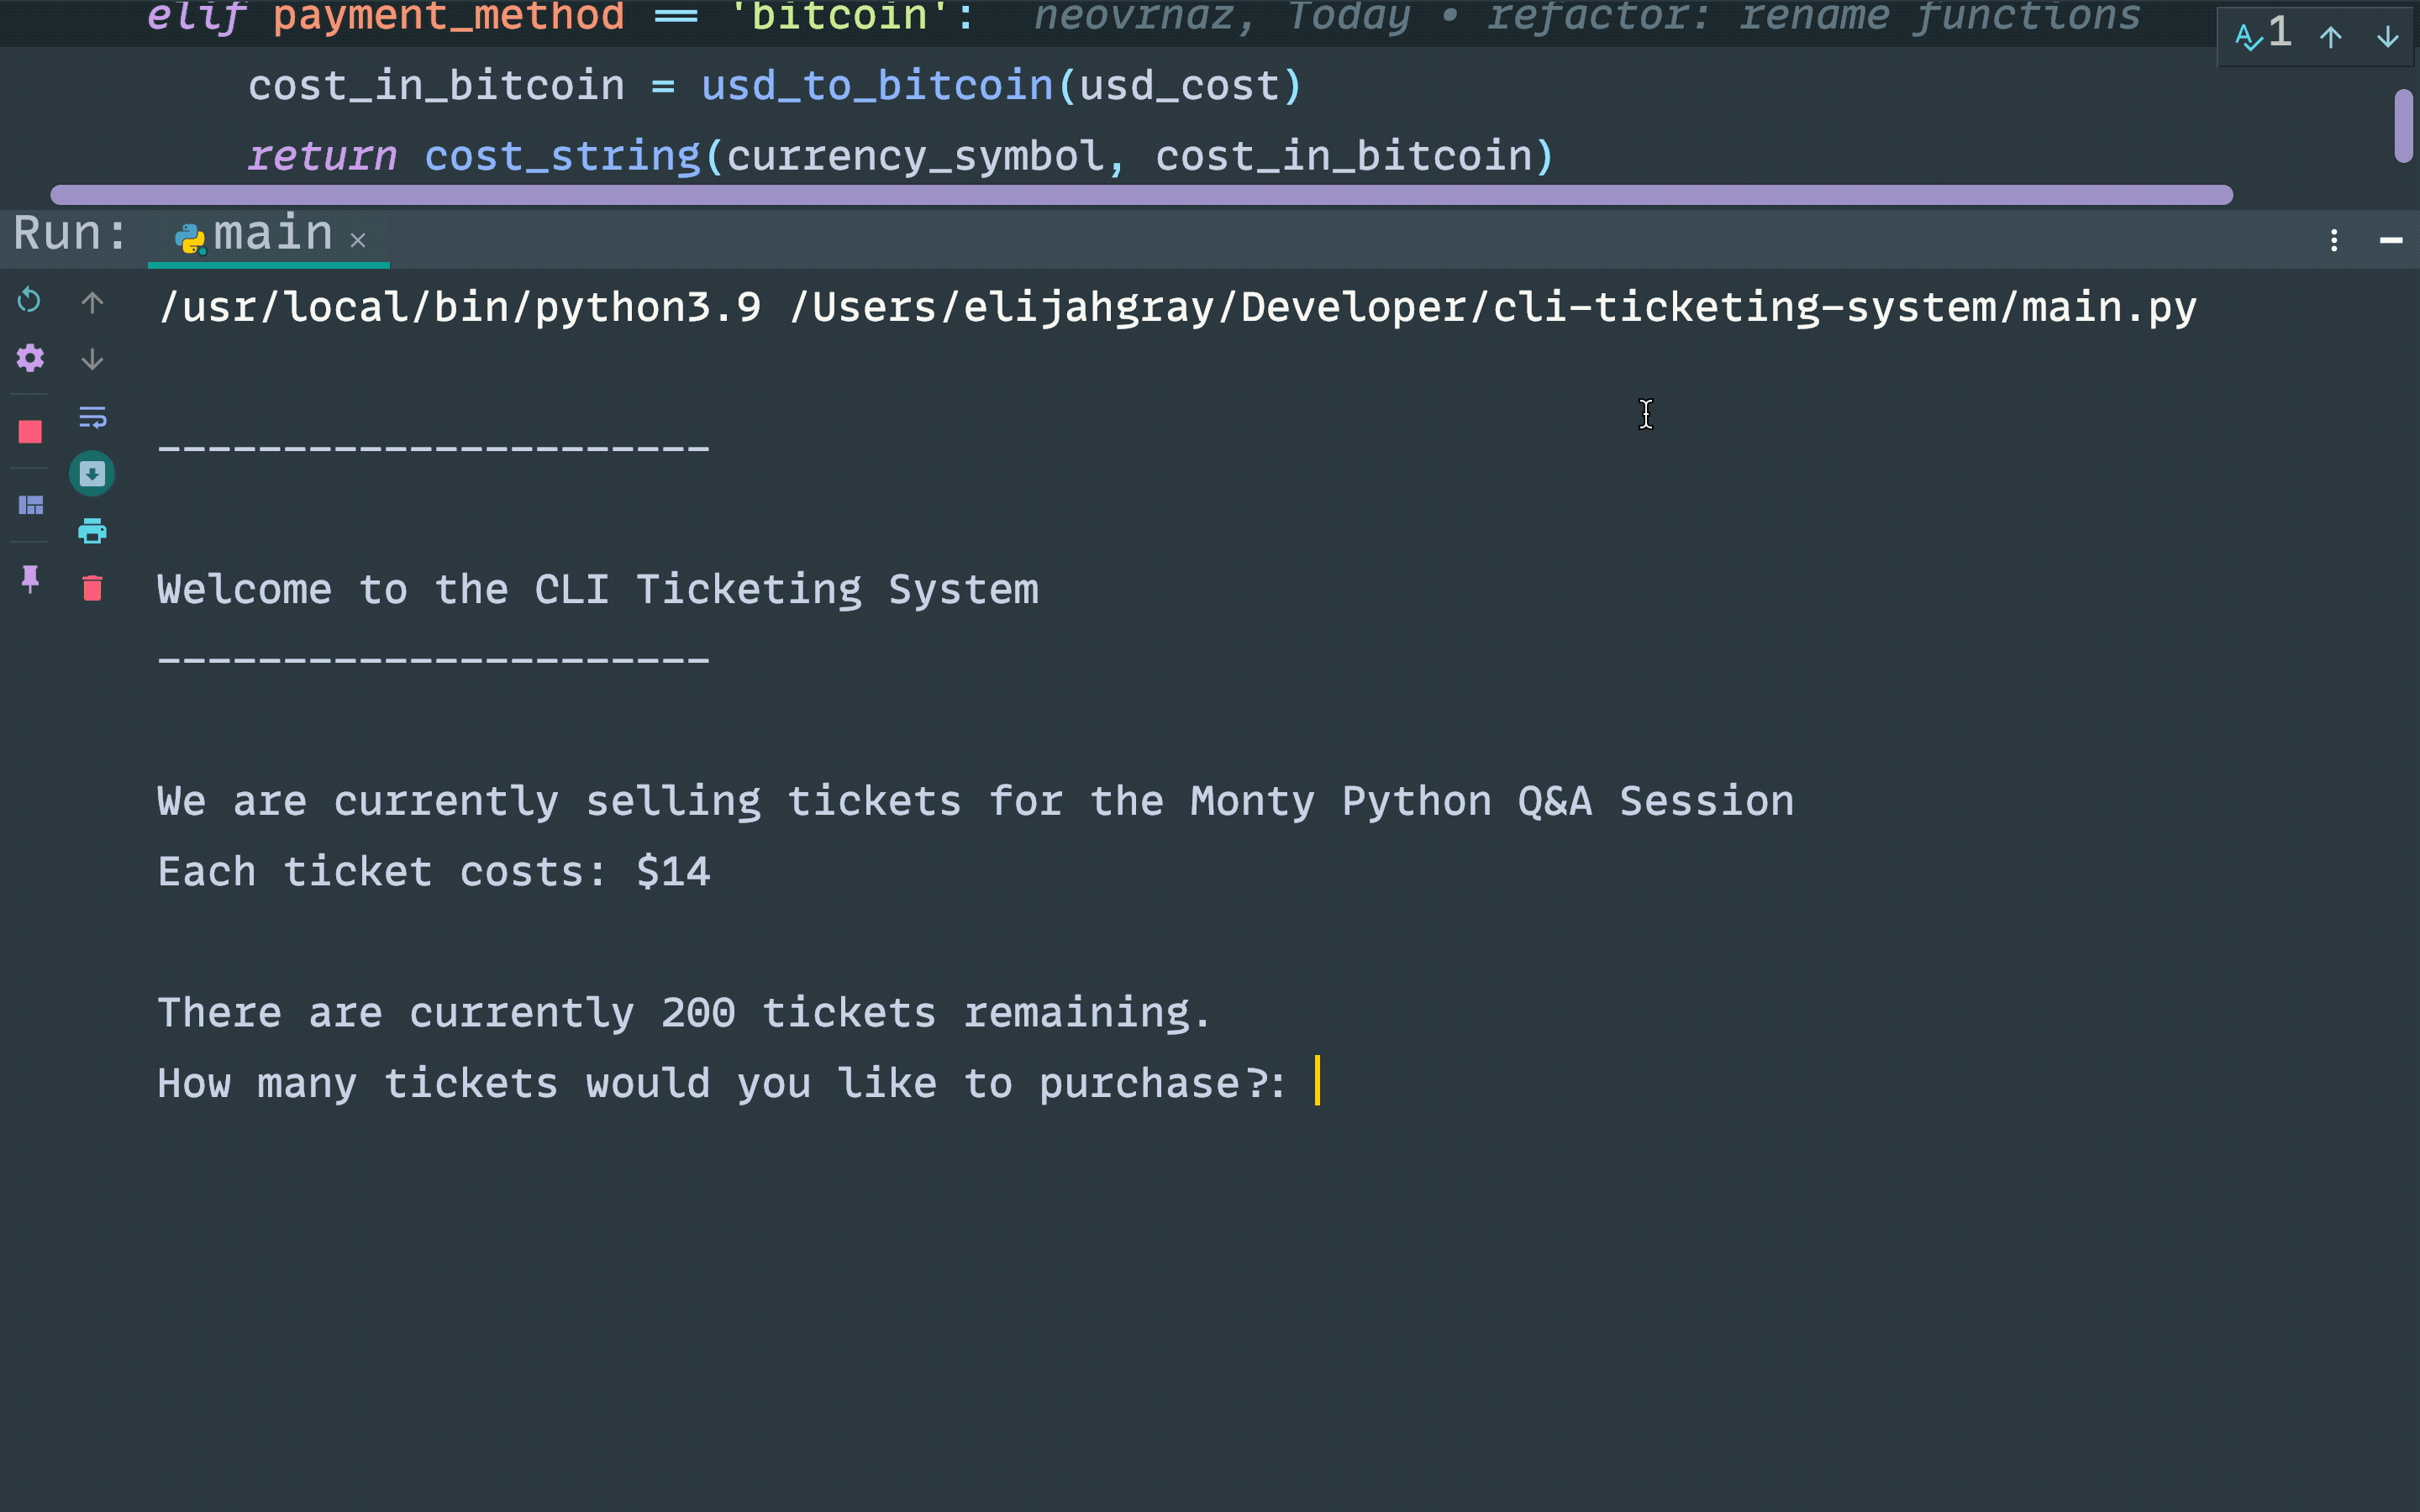 elif payment_method == 'bitcoin': neovrnaz, Today • refactor: rename functions
1
cost_in_bitcoin = usd_to_bitcoin(usd_cost)
return cost_string(currency_symbol, cost_in_bitcoin)
Run: main
/usr/local/bin/python3.9 /Users/elijahgray/Developer/cli-ticketing-system/main.py
----------------------
Welcome to the CLI Ticketing System
----------------------
We are currently selling tickets for the Monty Python Q&A Session
Each ticket costs: $14
There are currently 200 tickets remaining.
How many tickets would you like to purchase?: